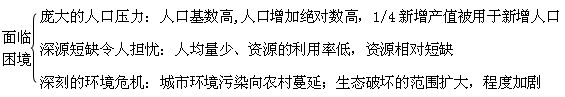 面临困境
庞大的人口压力：人口基数高,人口增加绝对数高，1/4新增产值被用于新增人口
深源短缺令人担忧：人均量少、资源的利用率低，资源相对短缺
深刻的环境危机：城市环境污染向农村蔓延；生态破坏的范围扩大，程度加剧